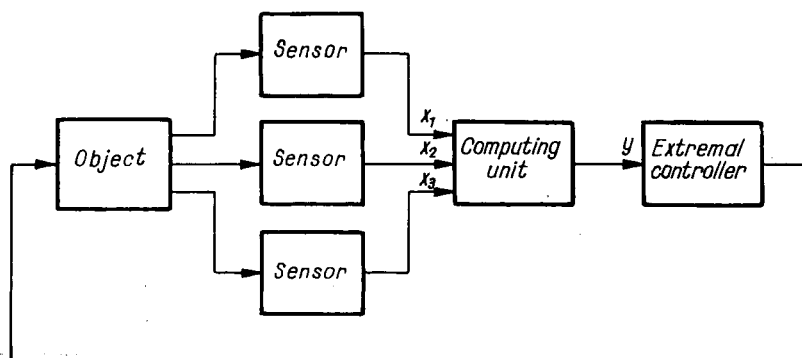 Sensor
Object
Sensor
Sensor
x₁
x₂
x₃
Computing
unit
y
Extremal
controller